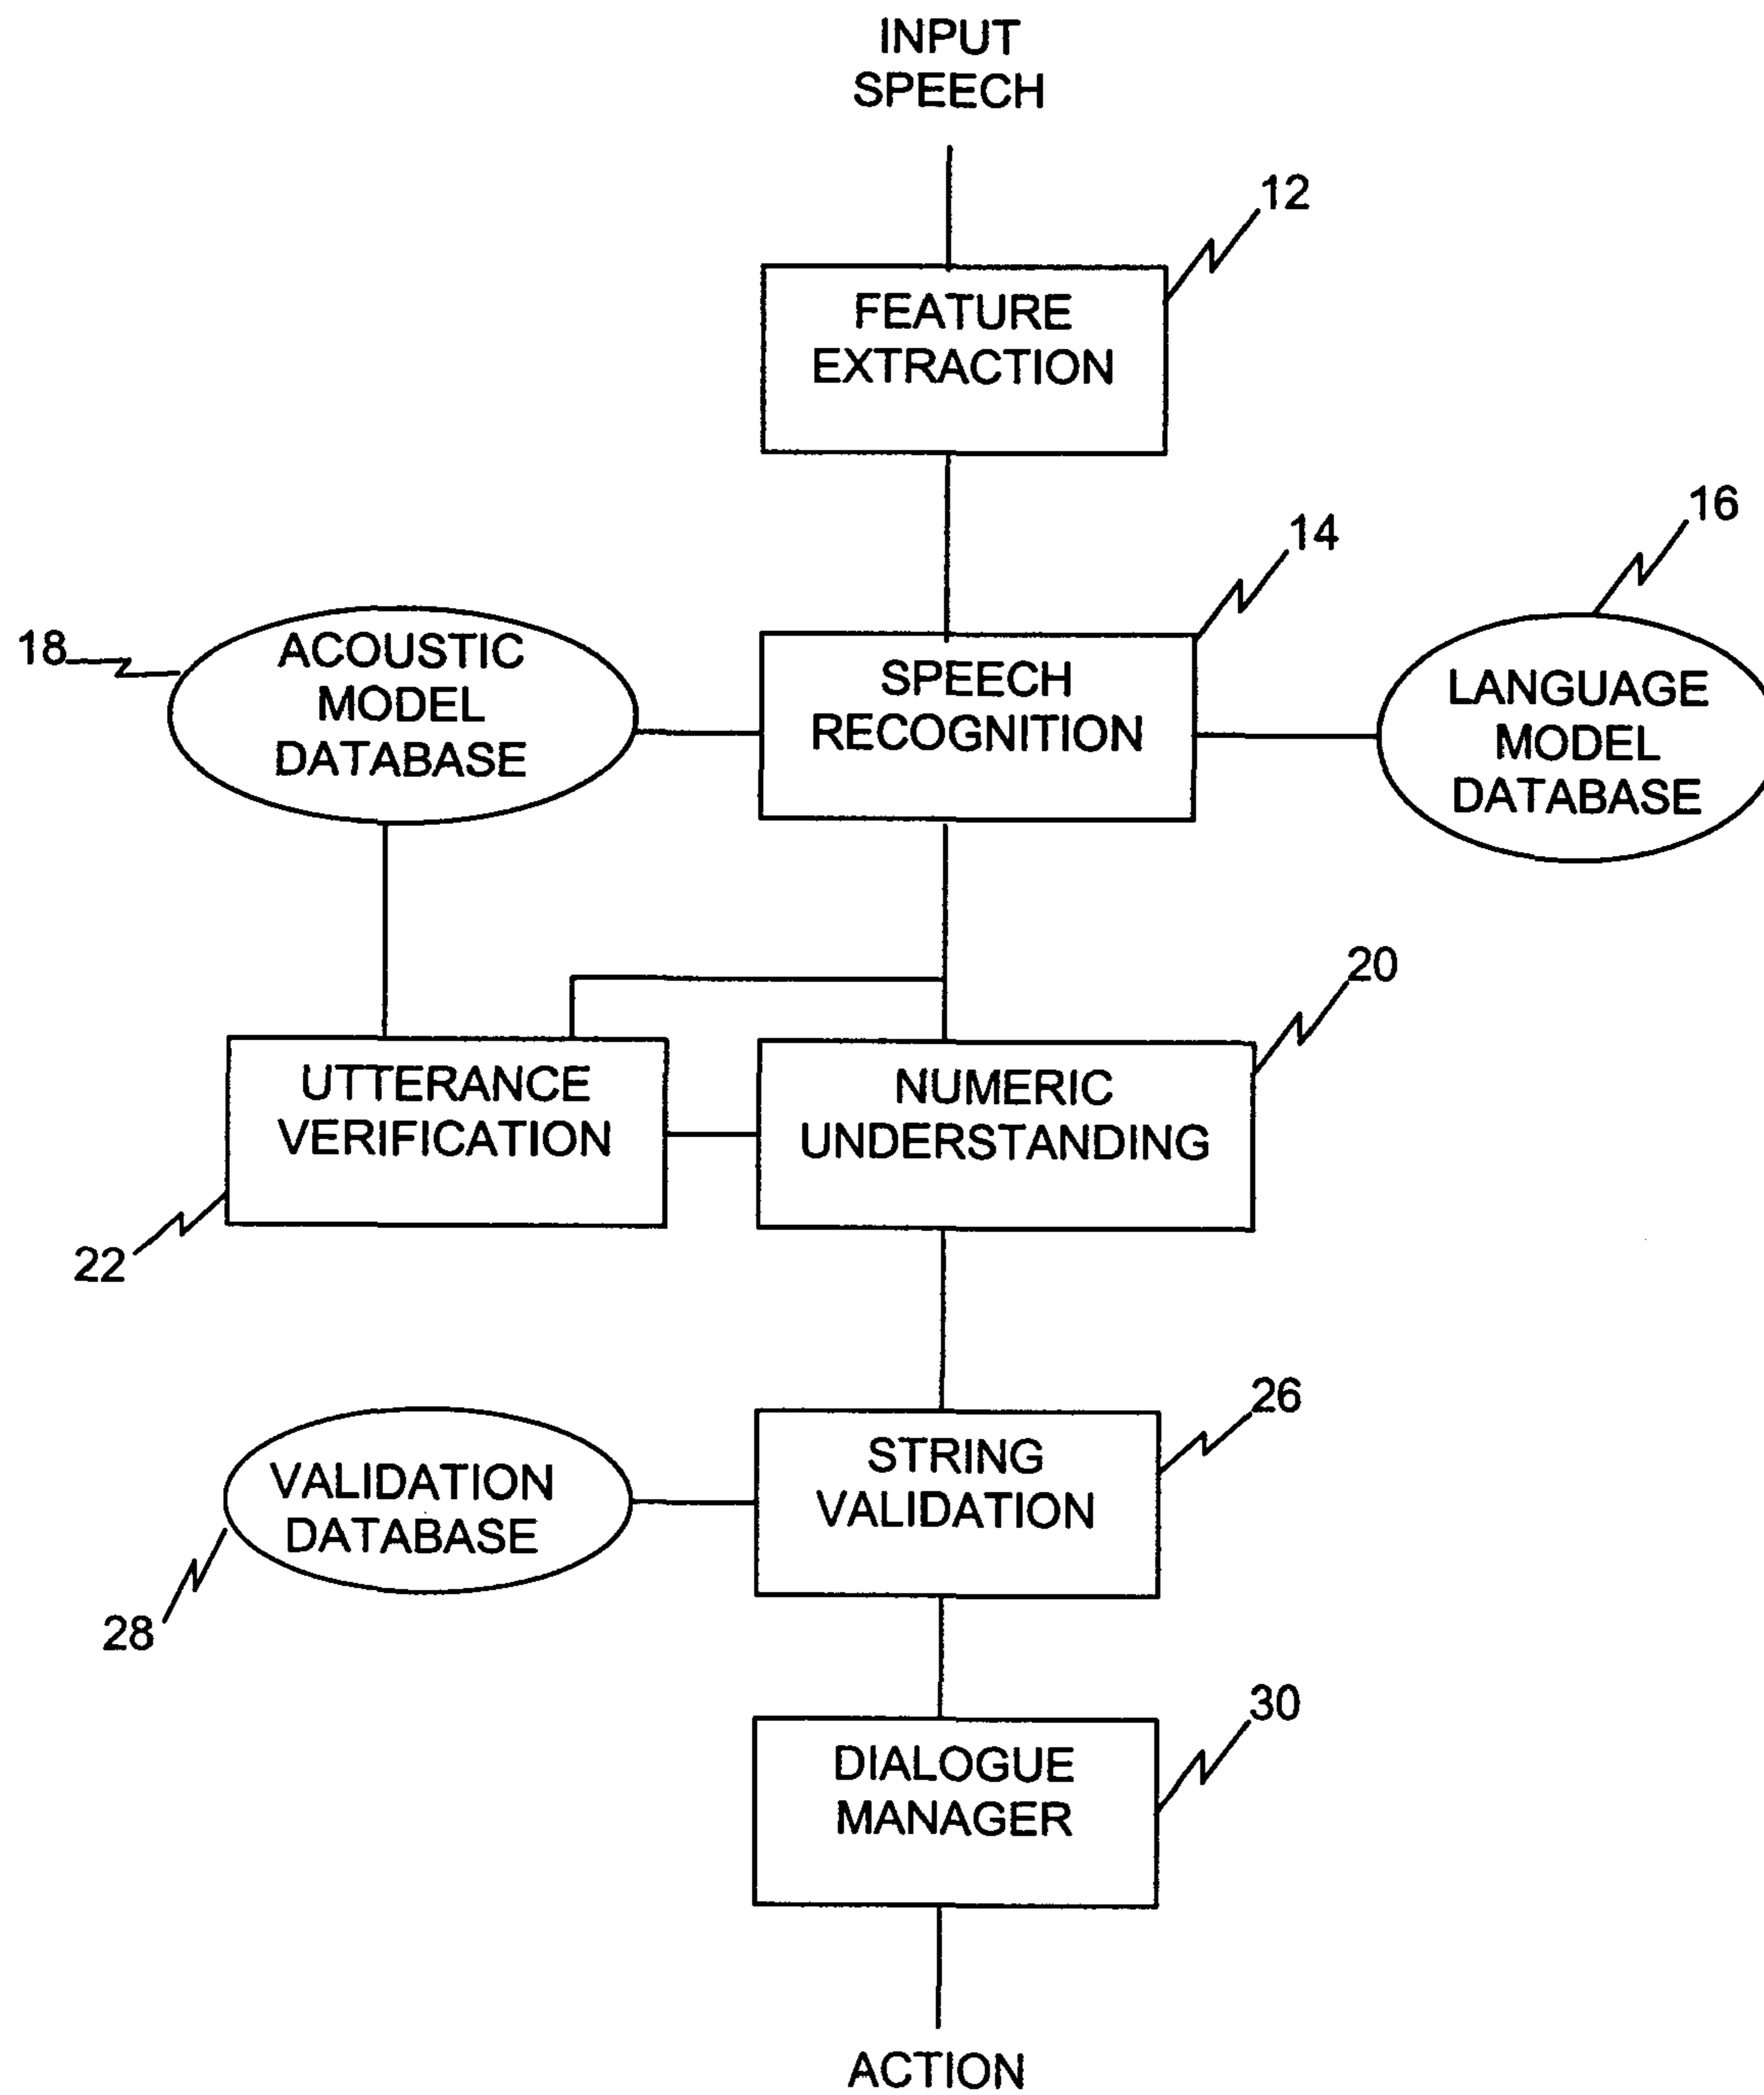 INPUT
SPEECH
12
FEATURE
EXTRACTION
14
16
18
ACOUSTIC
MODEL
DATABASE
SPEECH
RECOGNITION
LANGUAGE
MODEL
DATABASE
20
UTTERANCE
VERIFICATION
NUMERIC
UNDERSTANDING
22
26
VALIDATION
DATABASE
STRING
VALIDATION
28
30
DIALOGUE
MANAGER
ACTION